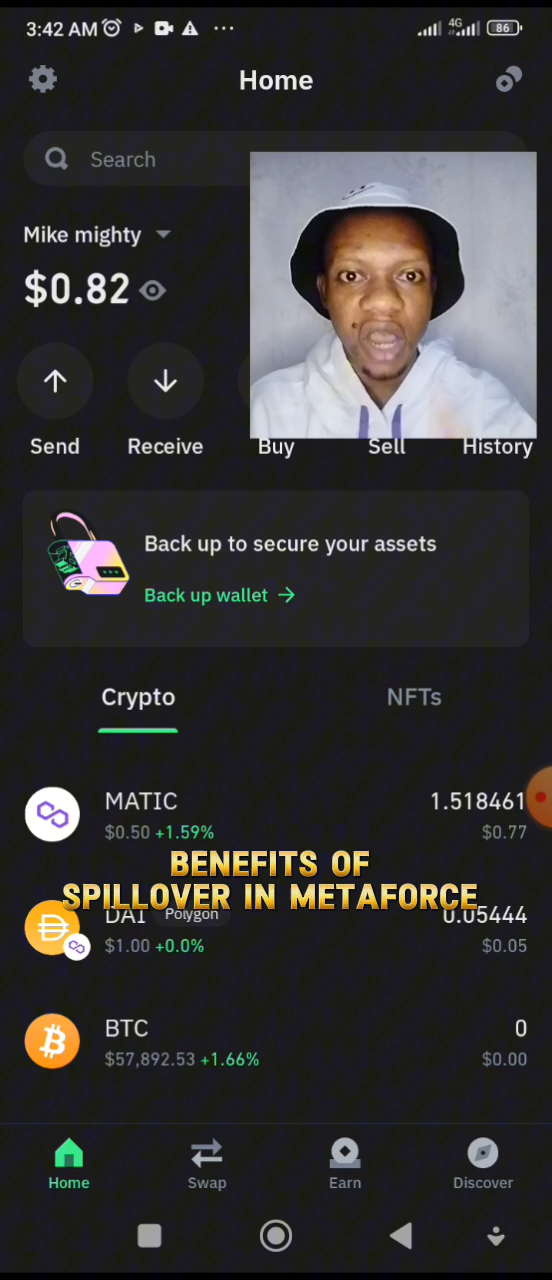 3:42 AM
4G
86
Home
Search
Mike mighty
$0.82
Send
Receive
Buy
Sell
History
Back up to secure your assets
Back up wallet →
Crypto
NFTs
MATIC
1.518461
$0.50 +1.59%
$0.77
BENEFITS OF
SPILLOVER IN METAFORCE
DAI Polygon
0.05444
$1.00 +0.0%
$0.05
BTC
0
$57,892.53 +1.66%
$0.00
Home
Swap
Earn
Discover